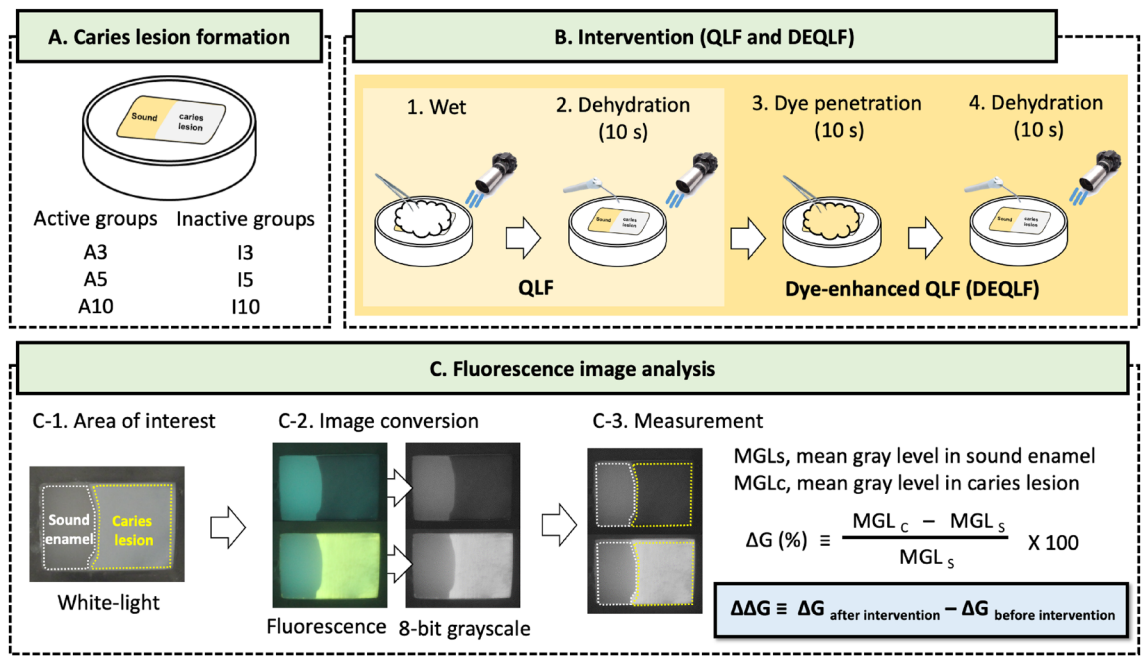 A. Caries lesion formation
Sound
caries
lesion
Active groups
Inactive groups
A3
I3
A5
I5
A10
I10
B. Intervention (QLF and DEQLF)
1. Wet
2. Dehydration
(10 s)
3. Dye penetration
(10 s)
4. Dehydration
(10 s)
Sound
caries
lesion
Sound
caries
lesion
QLF
Dye-enhanced QLF (DEQLF)
C. Fluorescence image analysis
C-1. Area of interest
Sound
enamel
Caries
lesion
White-light
C-2. Image conversion
Fluorescence
8-bit grayscale
C-3. Measurement
MGLs, mean gray level in sound enamel
MGLc, mean gray level in caries lesion
ΔG (%) ≡ MGL C – MGL S
MGL S
X 100
ΔΔG ≡ ΔG after intervention – ΔG before intervention